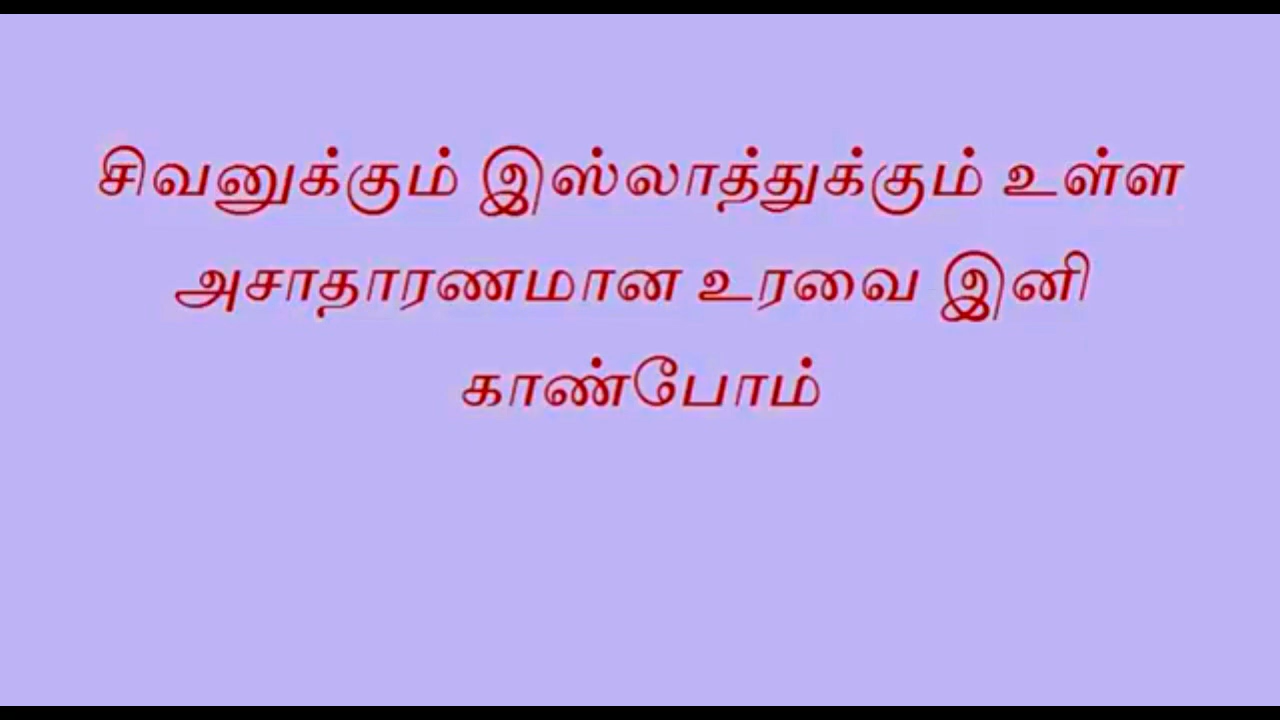 சிவனுக்கும் இஸ்லாத்துக்கும் உள்ள
அசாதாரணமான உரவை இனி
காண்போம்